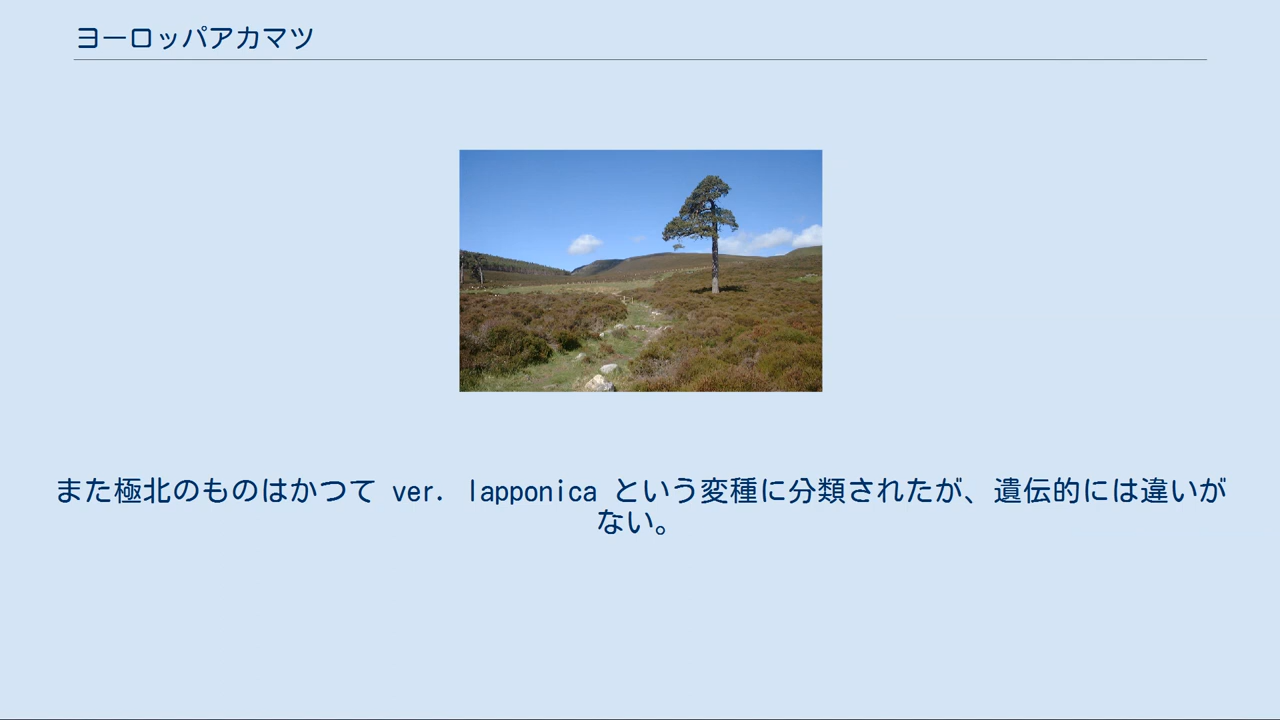 ヨーロッパアカマツ
また極北のものはかつて ver. lapponica という変種に分類されたが、遺伝的には違いが
ない。